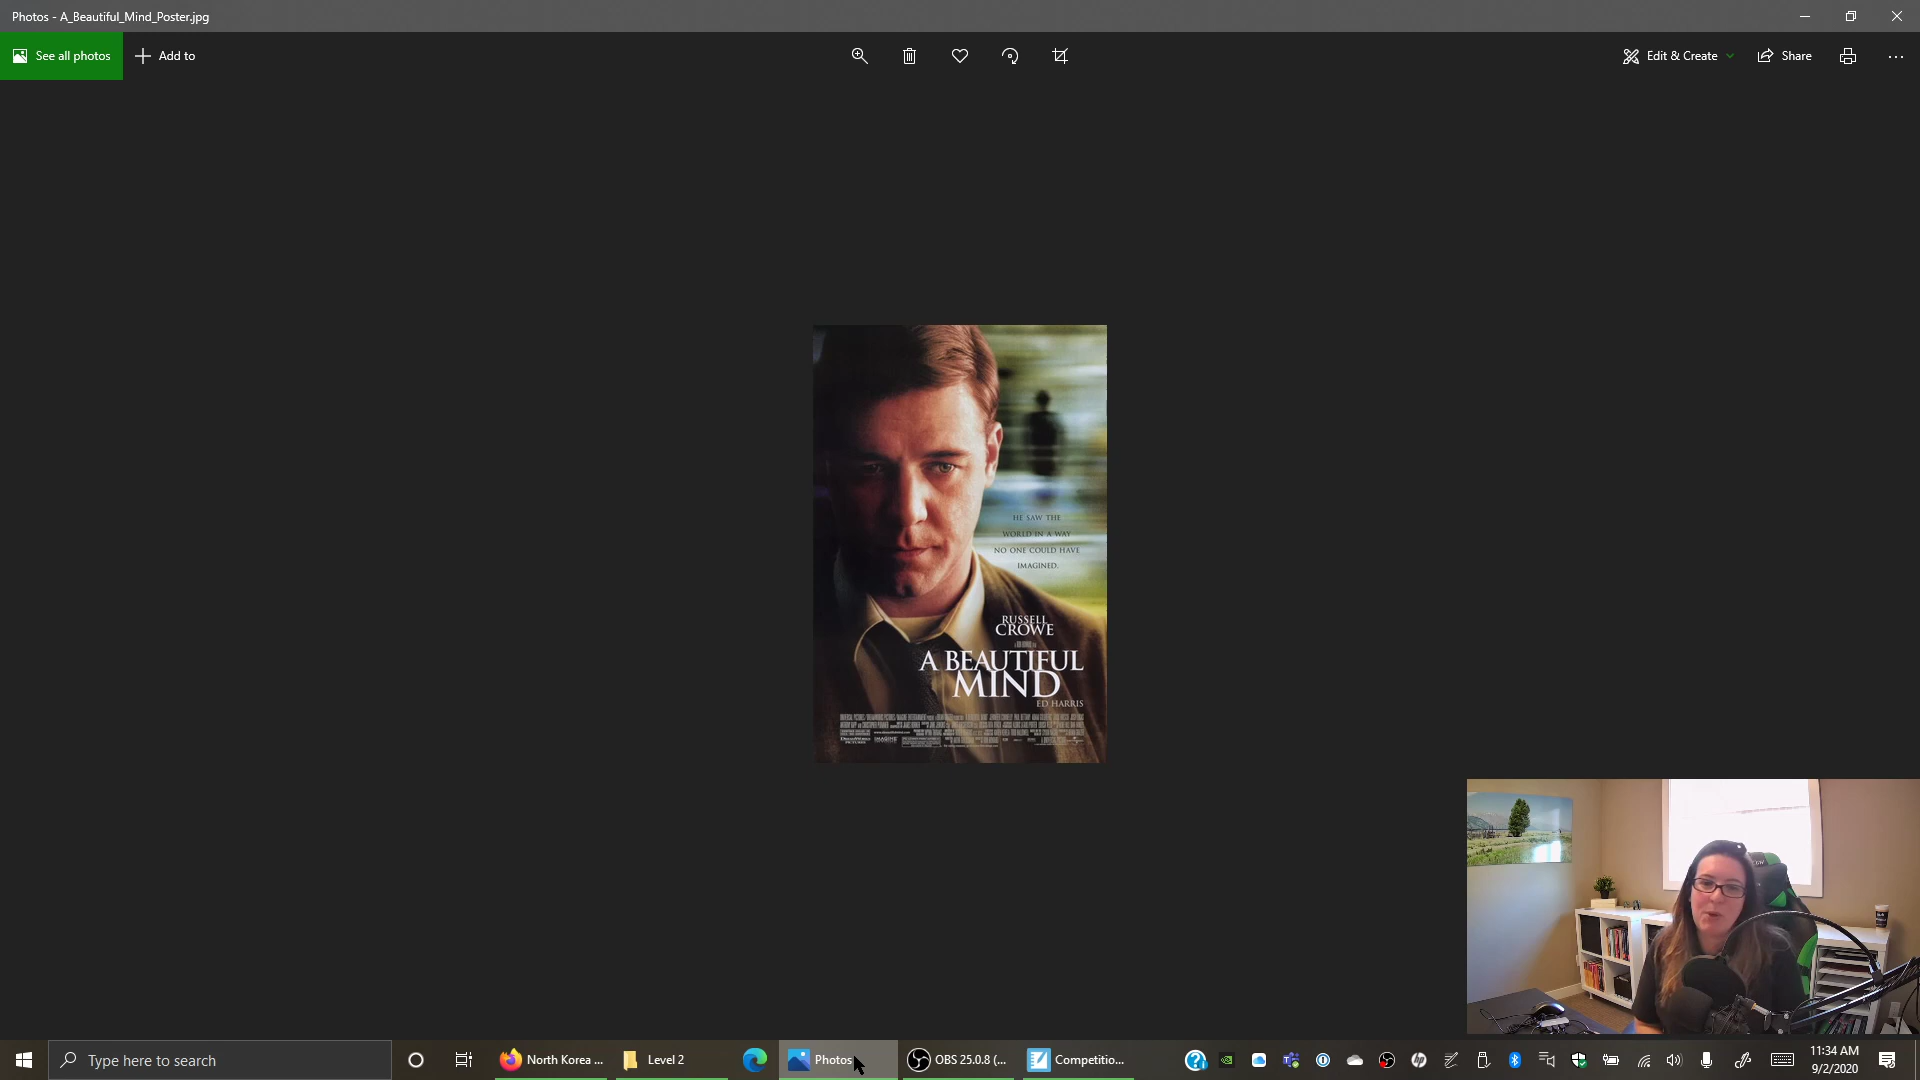 Photos - A_Beautiful_Mind_Poster.jpg
See all photos
Add to
Edit & Create
Share
HE SAW THE
WORLD IN A WAY
NO ONE COULD HAVE
IMAGINED.
RUSSELL
CROWE
A BEAUTIFUL
MIND
ED HARRIS
Type here to search
North Korea ...
Level 2
Photos
OBS 25.0.8 (...
Competitio...
11:34 AM
9/2/2020